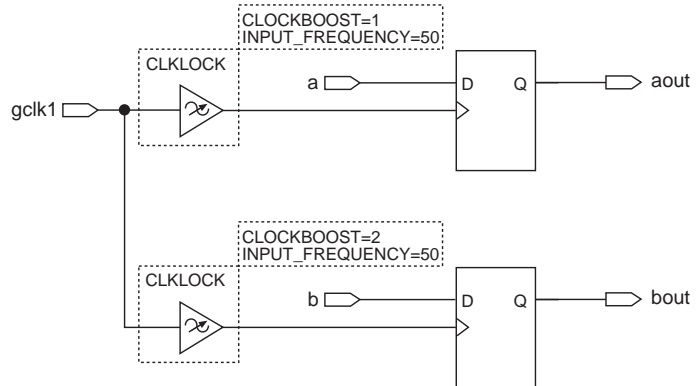 CLOCKBOOST=1
INPUT_FREQUENCY=50
CLKLOCK
a
D
Q
aout
gclk1
CLOCKBOOST=2
INPUT_FREQUENCY=50
CLKLOCK
b
D
Q
bout